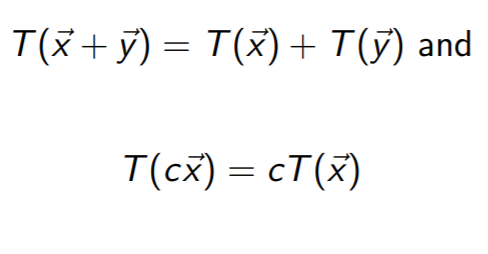 T(x⃗ + y⃗) = T(x⃗) + T(y⃗) and
T(cx⃗) = cT(x⃗)